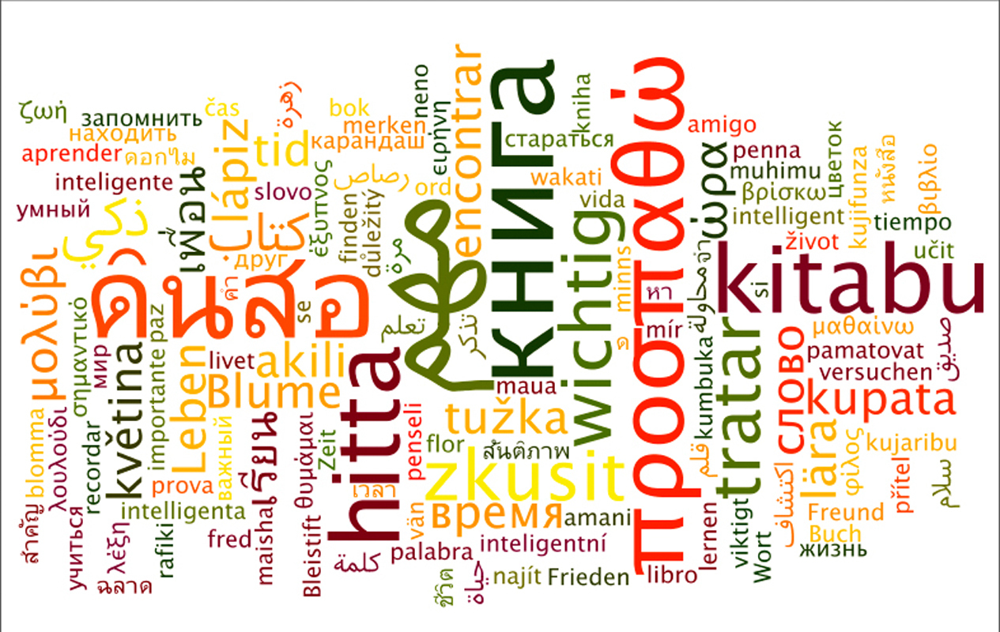 ζωή
запомнить
čas
زهرة
bok
neno
encontrar
книга
kniha
προσπαθώ
amigo
находить
merken
ειρήνη
aprender
ดอกไม้
lápiz
tid
карандаш
стараться
penna
цветок
kujifunza
หนังสือ
βιβλίο
inteligente
เพื่อน
slovo
έξυπνος
رصاص
ord
wakati
ώρα
muhimu
βρίσκω
умный
ذكي
كتاب
finden
důležitý
vida
intelligent
tiempo
друг
مرة
život
učit
μολύβι
ดินสอ
ค่า
se
wichtig
minns
หา
محاولة
kitabu
si
σημαντικό
paz
تعلم
تذكر
mír
μαθαίνω
صديق
мир
květina
importante
Leben
livet
akili
hitta
kumbuka
tratar
слово
pamatovat
versuchen
Blume
maua
kupata
blomma
λουλούδι
recordar
важный
เรียน
θυμάμαι
Zeit
penseli
tužka
flor
สันติภาพ
قلم
lära
φίλος
kujaribu
prova
เวลา
zkusit
اكتشاف
přítel
سلام
สำคัญ
учиться
λέξη
intelligenta
rafiki
maisha
vän
время
amani
lernen
viktigt
Freund
fred
Bleistift
palabra
inteligentní
Wort
Buch
жизнь
ฉลาด
كلمة
ชีวิต
حياة
najít
Frieden
libro